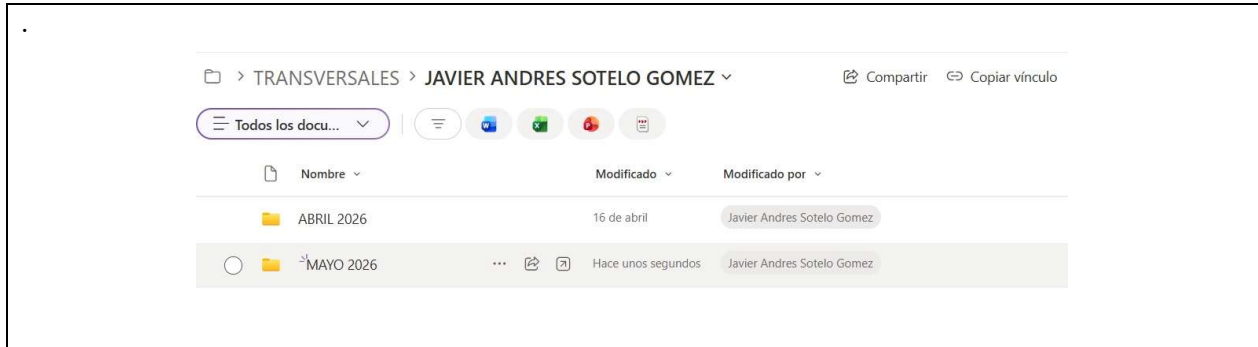 .
TRANSVERSALES > JAVIER ANDRES SOTELO GOMEZ Compartir Copiar vínculo
Todos los docu...
Nombre Modificado Modificado por
ABRIL 2026 16 de abril Javier Andres Sotelo Gomez
MAYO 2026 ... Hace unos segundos Javier Andres Sotelo Gomez